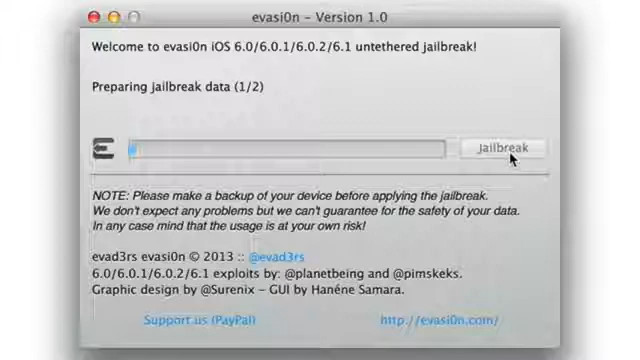 evasi0n - Version 1.0
Welcome to evasi0n iOS 6.0/6.0.1/6.0.2/6.1 untethered jailbreak!
Preparing jailbreak data (1/2)
Jailbreak
NOTE: Please make a backup of your device before applying the jailbreak.
We don't expect any problems but we can't guarantee for the safety of your data.
In any case mind that the usage is at your own risk!
evad3rs evasi0n © 2013 :: @evad3rs
6.0/6.0.1/6.0.2/6.1 exploits by: @planetbeing and @pimskeks.
Graphic design by @Surenix - GUI by Hanéne Samara.
Support us (PayPal)
http://evasi0n.com/